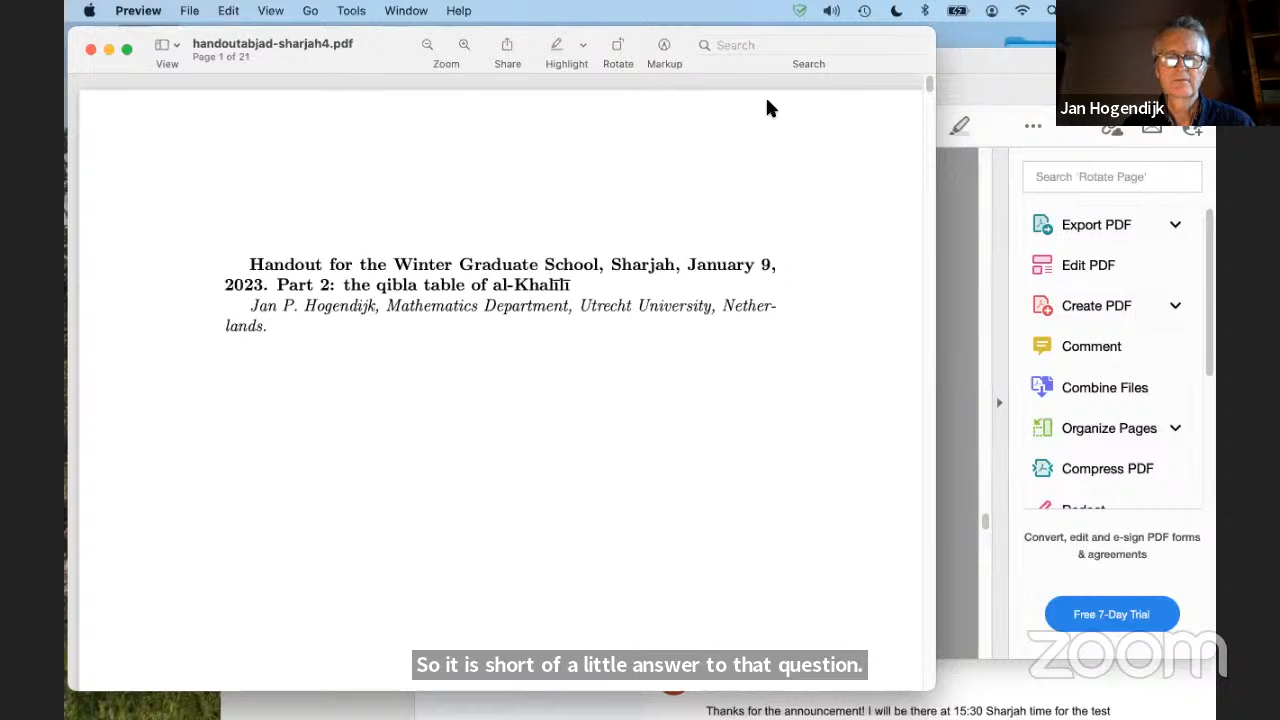 Preview File Edit View Go Tools Window Help
handoutabjad-sharjah4.pdf
Page 1 of 21
Search
View Zoom Share Highlight Rotate Markup Search
Jan Hogendijk
Search 'Rotate Page'
Export PDF
Edit PDF
Create PDF
Comment
Combine Files
Organize Pages
Compress PDF
Redact
Convert, edit and e-sign PDF forms
& agreements
Free 7-Day Trial
Handout for the Winter Graduate School, Sharjah, January 9,
2023. Part 2: the qibla table of al-Khalīlī
Jan P. Hogendijk, Mathematics Department, Utrecht University, Nether-
lands.
So it is short of a little answer to that question.
zoom
Thanks for the announcement! I will be there at 15:30 Sharjah time for the test